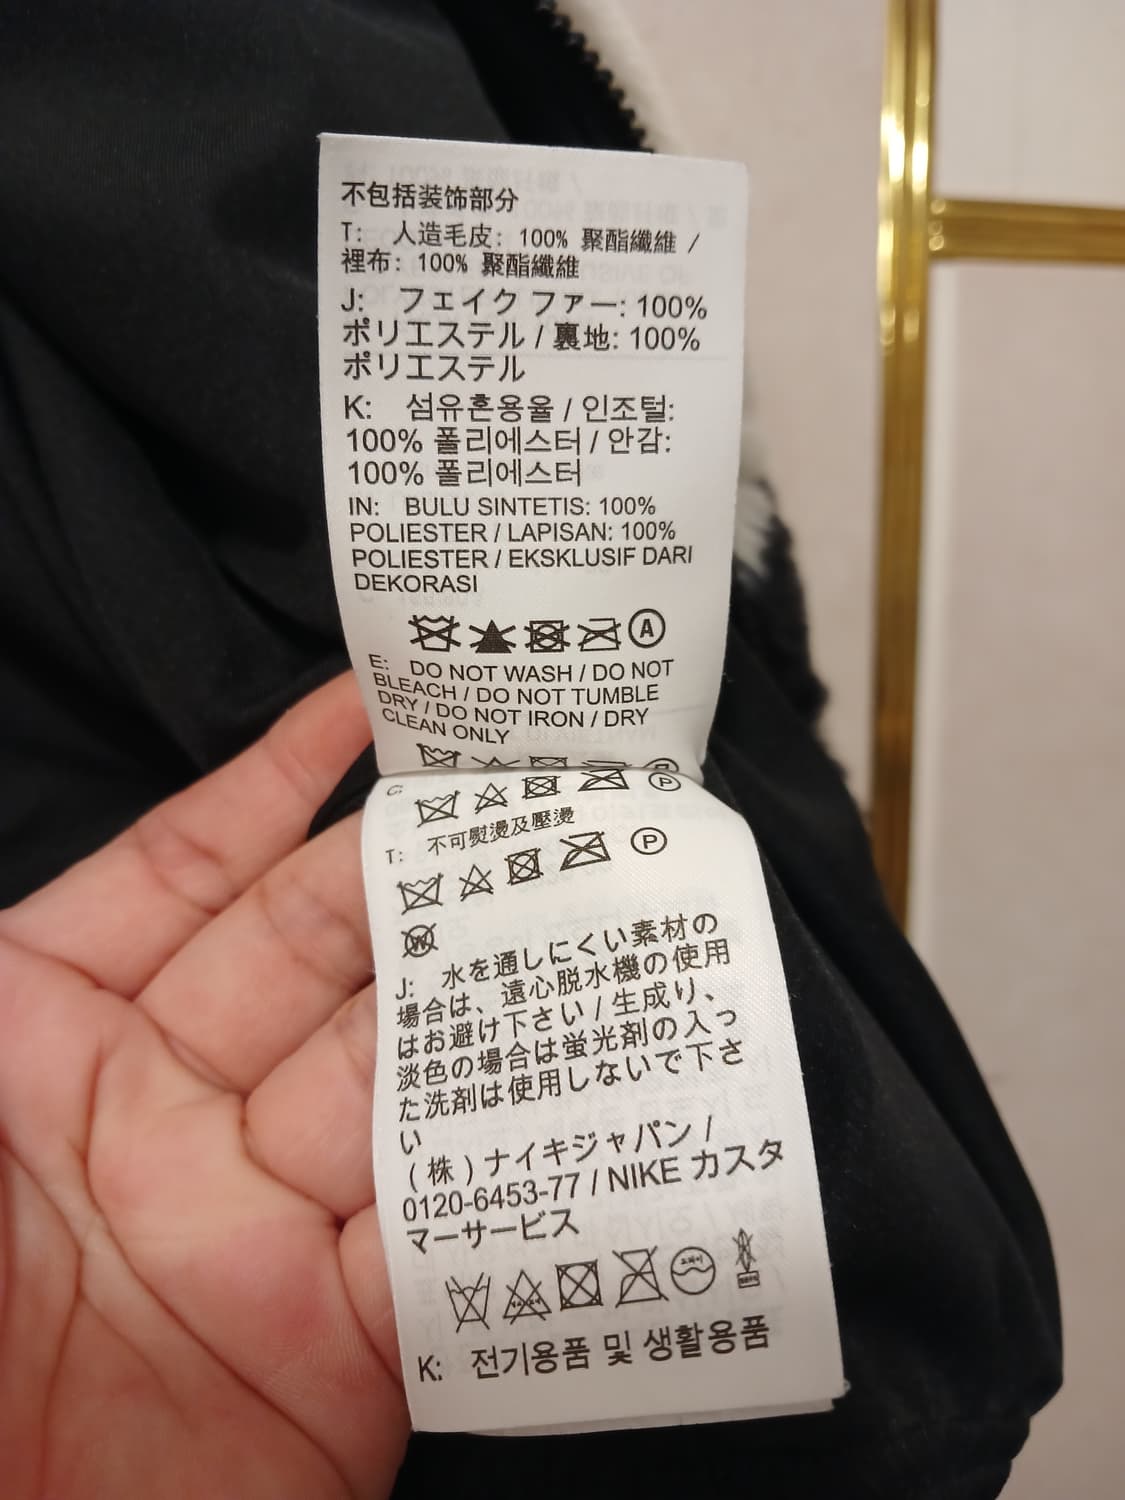 不包括装饰部分
T: 人造毛皮: 100% 聚酯纖維 /
裡布: 100% 聚酯纖維
J: フェイク ファー: 100%
ポリエステル / 裏地: 100%
ポリエステル
K: 섬유혼용율 / 인조털:
100% 폴리에스터 / 안감:
100% 폴리에스터
IN: BULU SINTETIS: 100%
POLIESTER / LAPISAN: 100%
POLIESTER / EKSKLUSIF DARI
DEKORASI
A
E: DO NOT WASH / DO NOT
BLEACH / DO NOT TUMBLE
DRY / DO NOT IRON / DRY
CLEAN ONLY
C:
P
T: 不可熨燙及壓燙
P
W
J: 水を通しにくい素材の
場合は、遠心脱水機の使用
はお避け下さい / 生成り、
淡色の場合は蛍光剤の入っ
た洗剤は使用しないで下さ
い
(株) ナイキジャパン /
0120-6453-77 / NIKE カスタ
マーサービス
K: 전기용품 및 생활용품